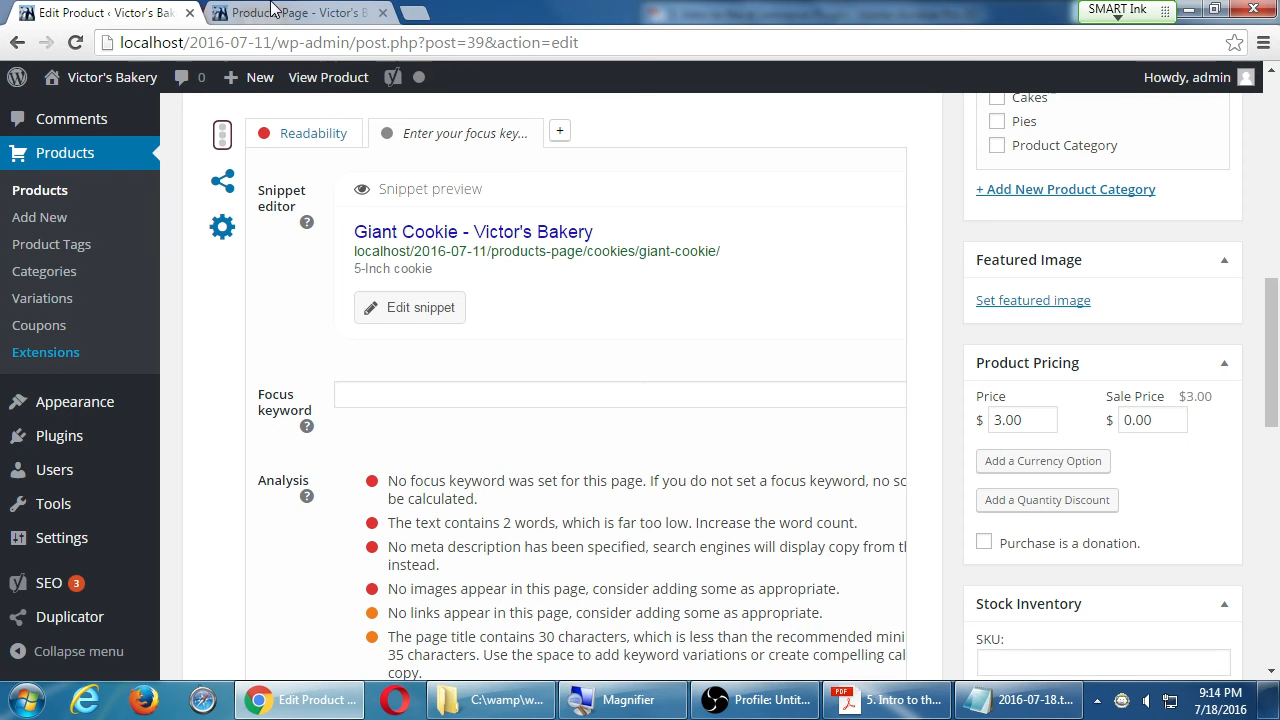 Edit Product ‹ Victor's Bak
Products Page - Victor's B
SMART Ink
localhost/2016-07-11/wp-admin/post.php?post=39&action=edit
Victor's Bakery
0
New
View Product
Howdy, admin
Comments
Products
Products
Add New
Product Tags
Categories
Variations
Coupons
Extensions
Appearance
Plugins
Users
Tools
Settings
SEO 3
Duplicator
Collapse menu
Readability
Enter your focus key...
+
Snippet editor
Snippet preview
Giant Cookie - Victor's Bakery
localhost/2016-07-11/products-page/cookies/giant-cookie/
5-Inch cookie
Edit snippet
Focus keyword
Analysis
No focus keyword was set for this page. If you do not set a focus keyword, no sc
be calculated.
The text contains 2 words, which is far too low. Increase the word count.
No meta description has been specified, search engines will display copy from th
instead.
No images appear in this page, consider adding some as appropriate.
No links appear in this page, consider adding some as appropriate.
The page title contains 30 characters, which is less than the recommended mini
35 characters. Use the space to add keyword variations or create compelling cal
copy.
Cakes
Pies
Product Category
+ Add New Product Category
Featured Image
Set featured image
Product Pricing
Price
Sale Price $3.00
$ 3.00
$ 0.00
Add a Currency Option
Add a Quantity Discount
Purchase is a donation.
Stock Inventory
SKU:
Edit Product ...
C:\wamp\w...
Magnifier
Profile: Untit...
PDF
5. Intro to th...
2016-07-18.t...
9:14 PM
7/18/2016